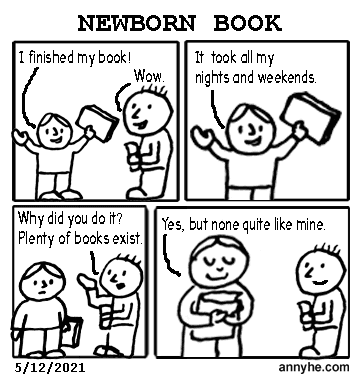 NEWBORN BOOK
I finished my book!
Wow.
It took all my
nights and weekends.
Why did you do it?
Plenty of books exist.
Yes, but none quite like mine.
5/12/2021
annyhe.com